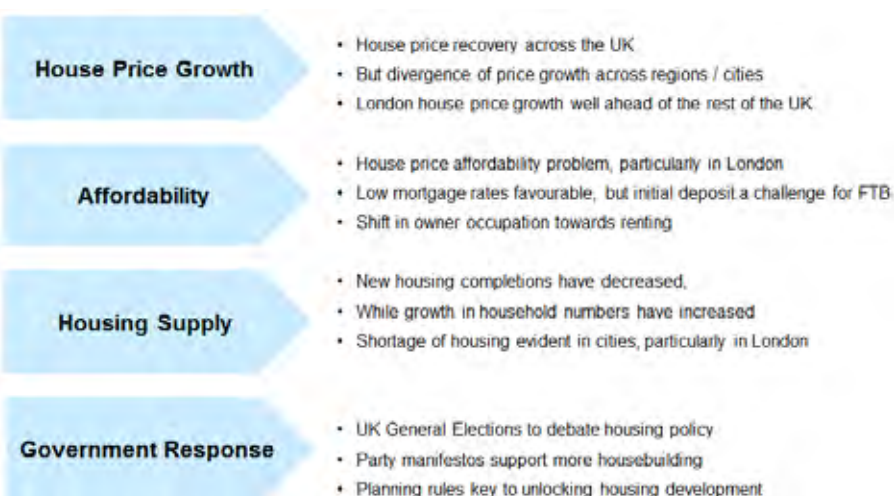 House Price Growth
• House price recovery across the UK
• But divergence of price growth across regions / cities
• London house price growth well ahead of the rest of the UK
Affordability
• House price affordability problem, particularly in London
• Low mortgage rates favourable, but initial deposit a challenge for FTB
• Shift in owner occupation towards renting
Housing Supply
• New housing completions have decreased,
• While growth in household numbers have increased
• Shortage of housing evident in cities, particularly in London
Government Response
• UK General Elections to debate housing policy
• Party manifestos support more housebuilding
• Planning rules key to unlocking housing development